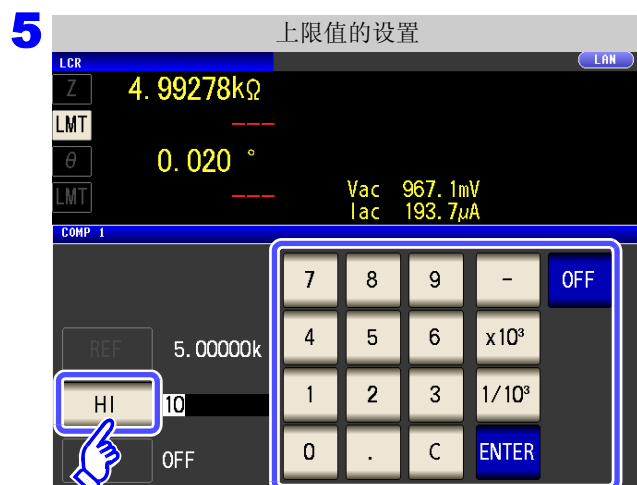 5
上限值的设置
LCR
LAN
Z 4.99278kΩ
LMT ---
θ 0.020 °
LMT ---
Vac 967.1mV
Iac 193.7μA
COMP 1
7 8 9 - OFF
REF 5.00000k
4 5 6 x10³
HI 10
1 2 3 1/10³
OFF
0 . C ENTER